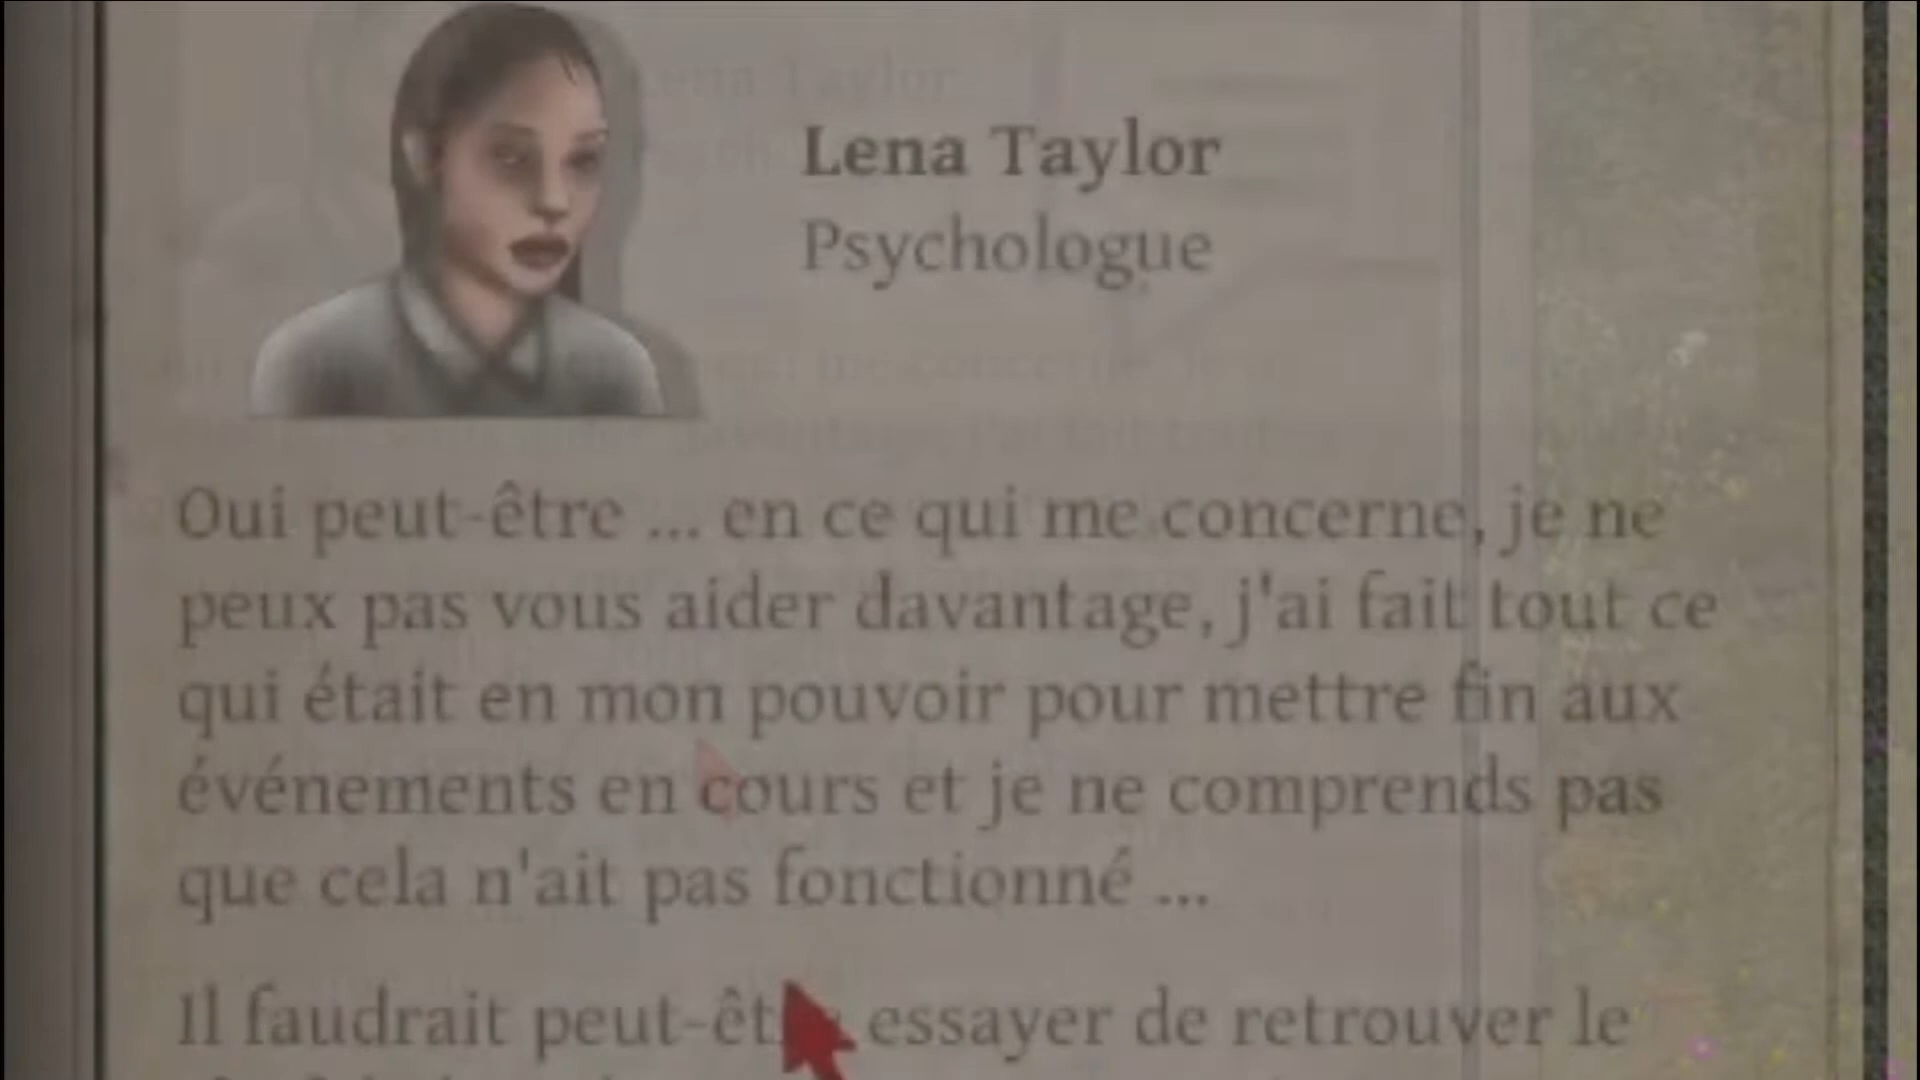 Lena Taylor
Psychologue
Oui peut-être ... en ce qui me concerne, je ne
peux pas vous aider davantage, j'ai fait tout ce
qui était en mon pouvoir pour mettre fin aux
événements en cours et je ne comprends pas
que cela n'ait pas fonctionné ...
Il faudrait peut-être essayer de retrouver le